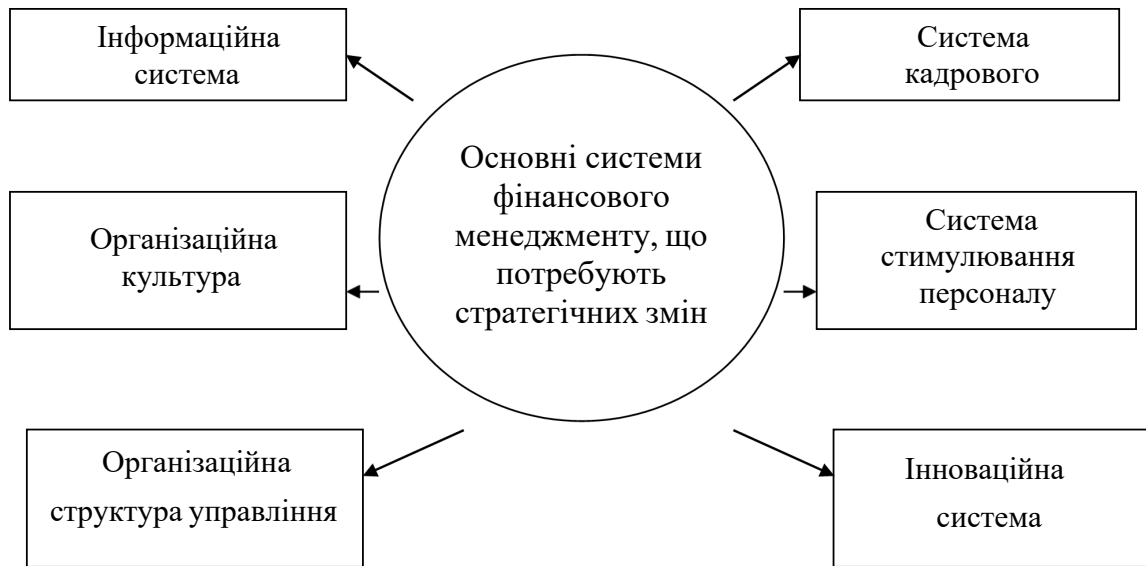 Інформаційна
система
Система
кадрового
Основні системи
фінансового
менеджменту, що
потребують
стратегічних змін
Організаційна
культура
Система
стимулювання
персоналу
Організаційна
структура управління
Інноваційна
система